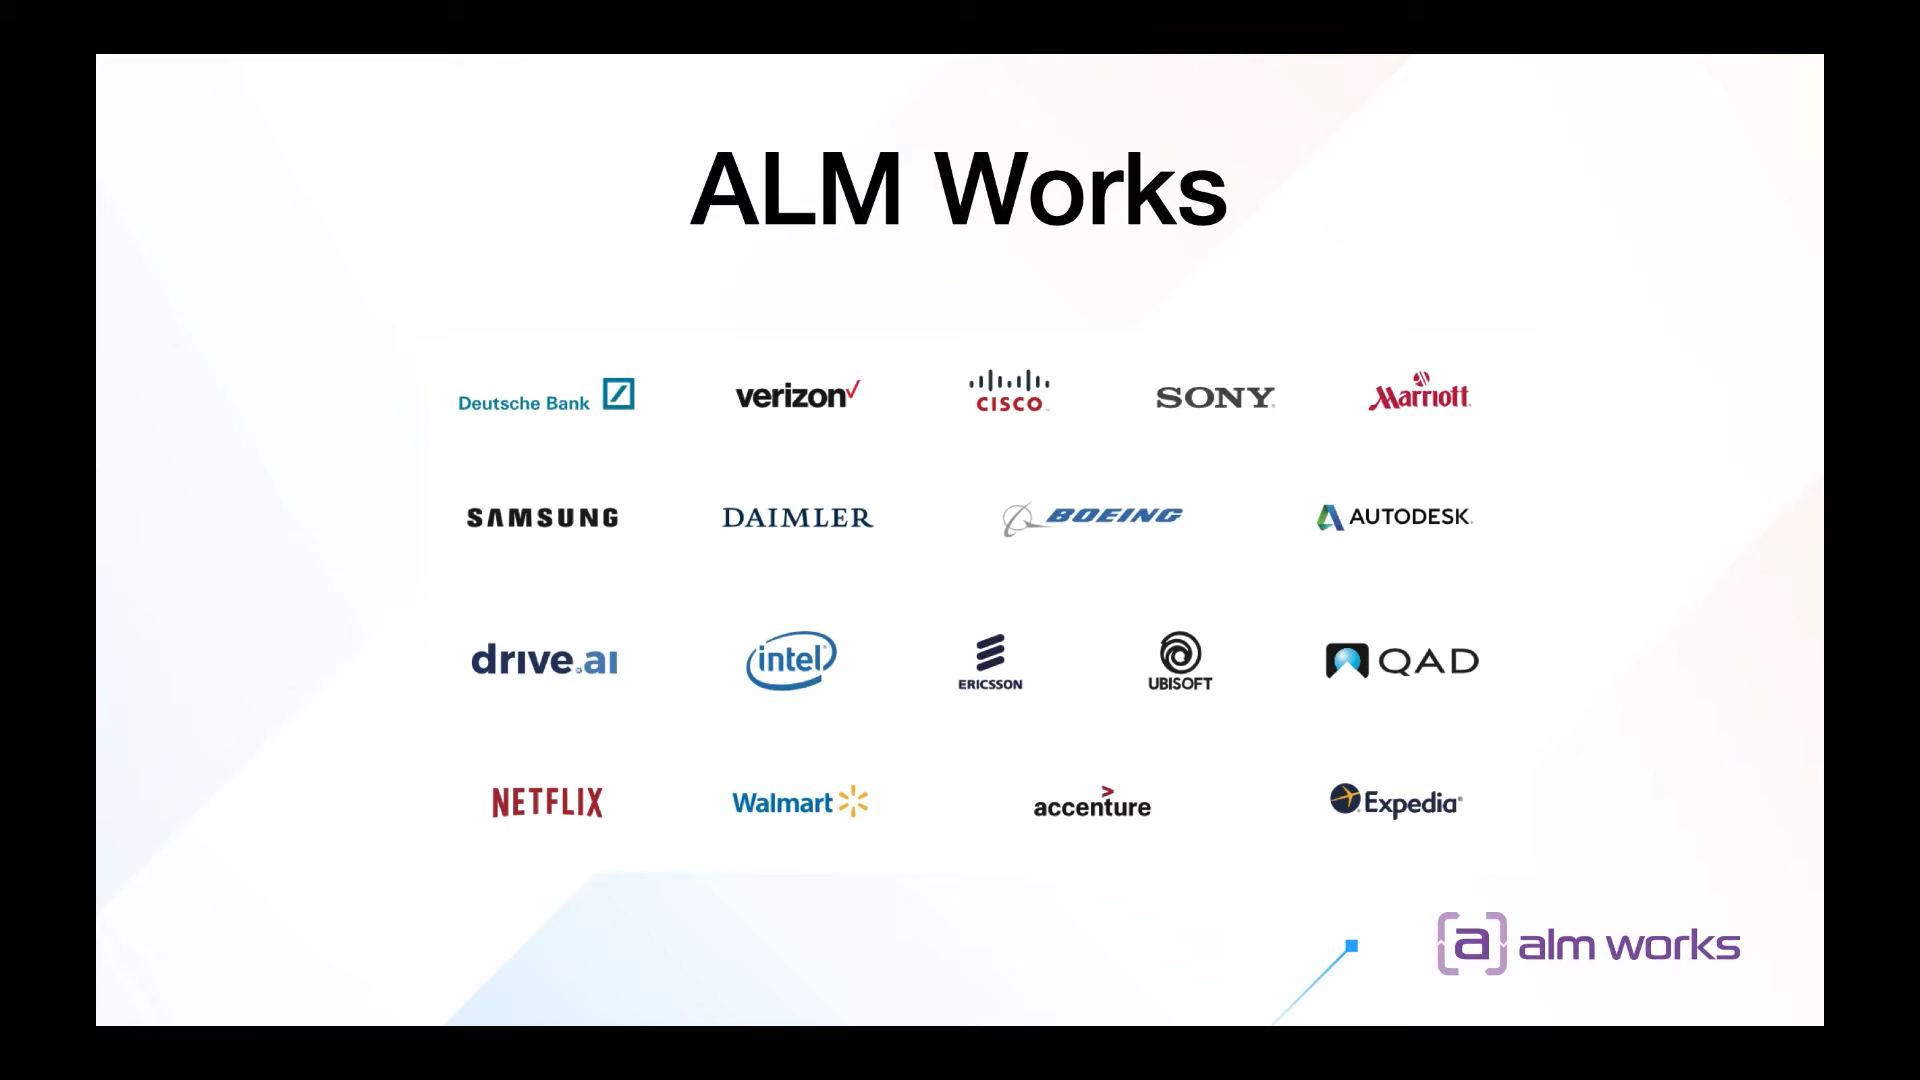 ALM Works
Deutsche Bank verizon CISCO SONY Marriott
SAMSUNG DAIMLER BOEING AUTODESK
drive.ai intel ERICSSON UBISOFT QAD
NETFLIX Walmart accenture Expedia
[a] alm works